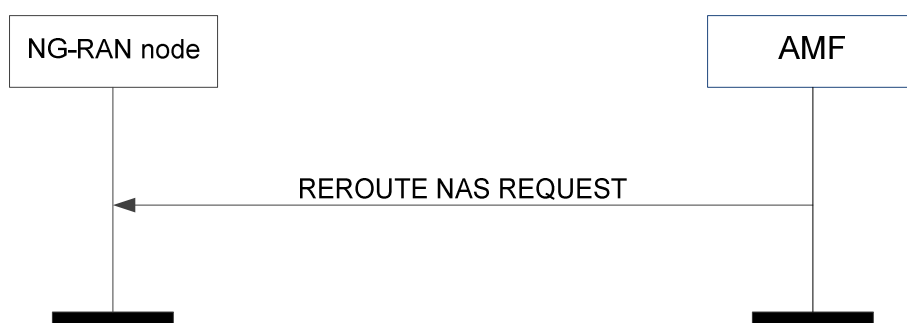 NG-RAN node
AMF
REROUTE NAS REQUEST